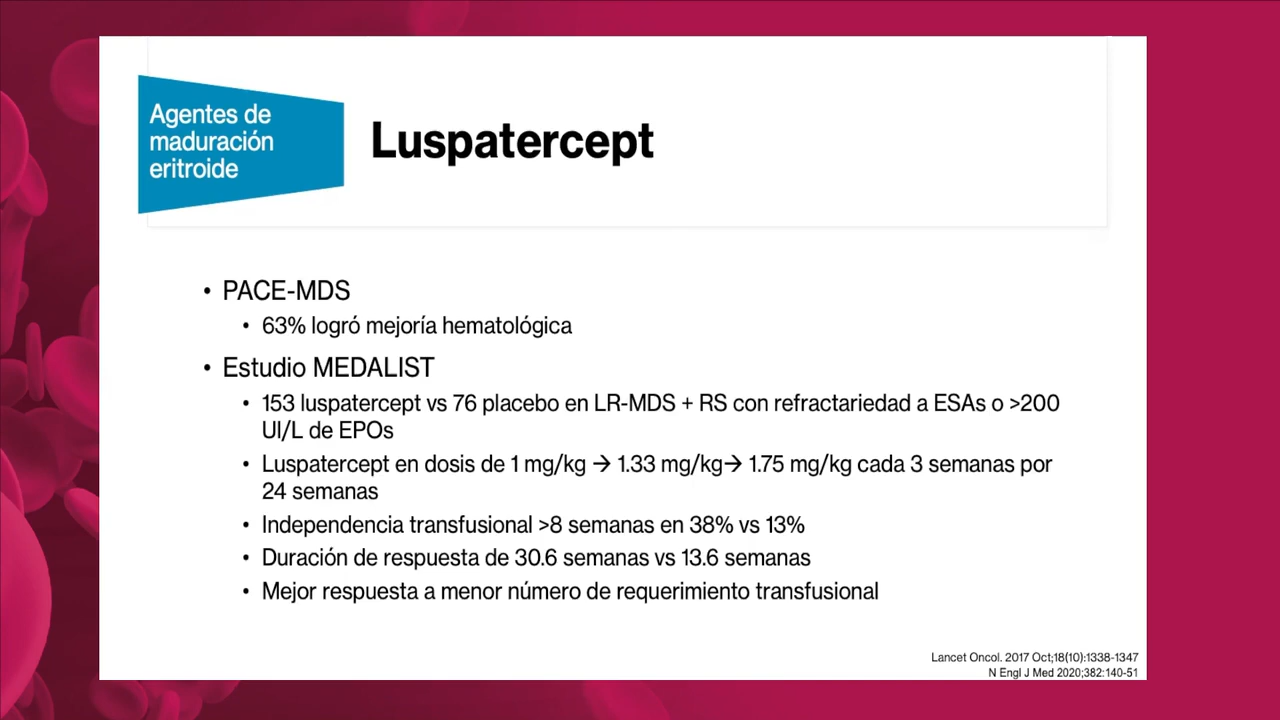 Agentes de
maduración
eritroide
Luspatercept
• PACE-MDS
• 63% logró mejoría hematológica
• Estudio MEDALIST
• 153 luspatercept vs 76 placebo en LR-MDS + RS con refractariedad a ESAs o >200
UI/L de EPOs
• Luspatercept en dosis de 1 mg/kg → 1.33 mg/kg→ 1.75 mg/kg cada 3 semanas por
24 semanas
• Independencia transfusional >8 semanas en 38% vs 13%
• Duración de respuesta de 30.6 semanas vs 13.6 semanas
• Mejor respuesta a menor número de requerimiento transfusional
Lancet Oncol. 2017 Oct;18(10):1338-1347
N Engl J Med 2020;382:140-51